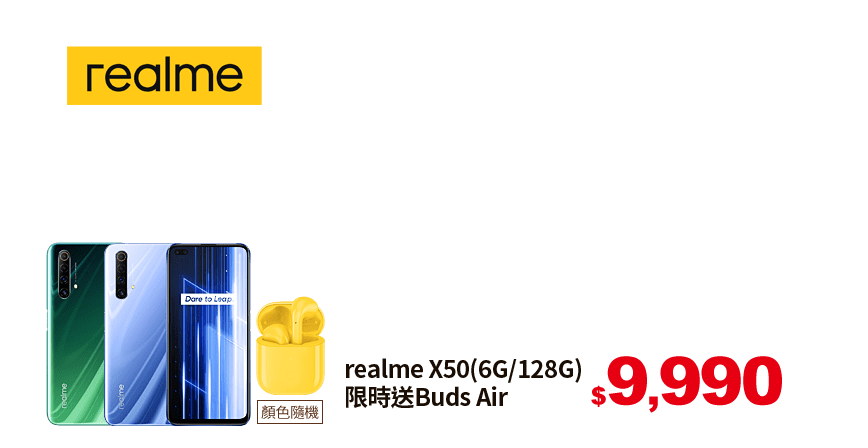 realme
Dare to Leap
realme
realme
顏色隨機
realme X50(6G/128G)
限時送Buds Air
$9,990